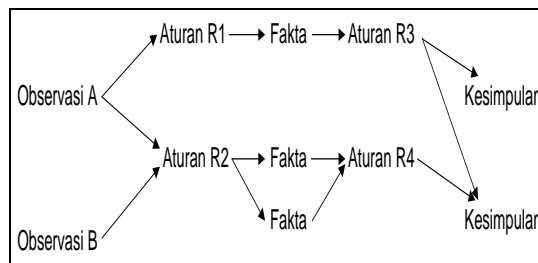 Aturan R1 Fakta Aturan R3
Observasi A Kesimpulan
Aturan R2 Fakta Aturan R4
Fakta Kesimpulan
Observasi B